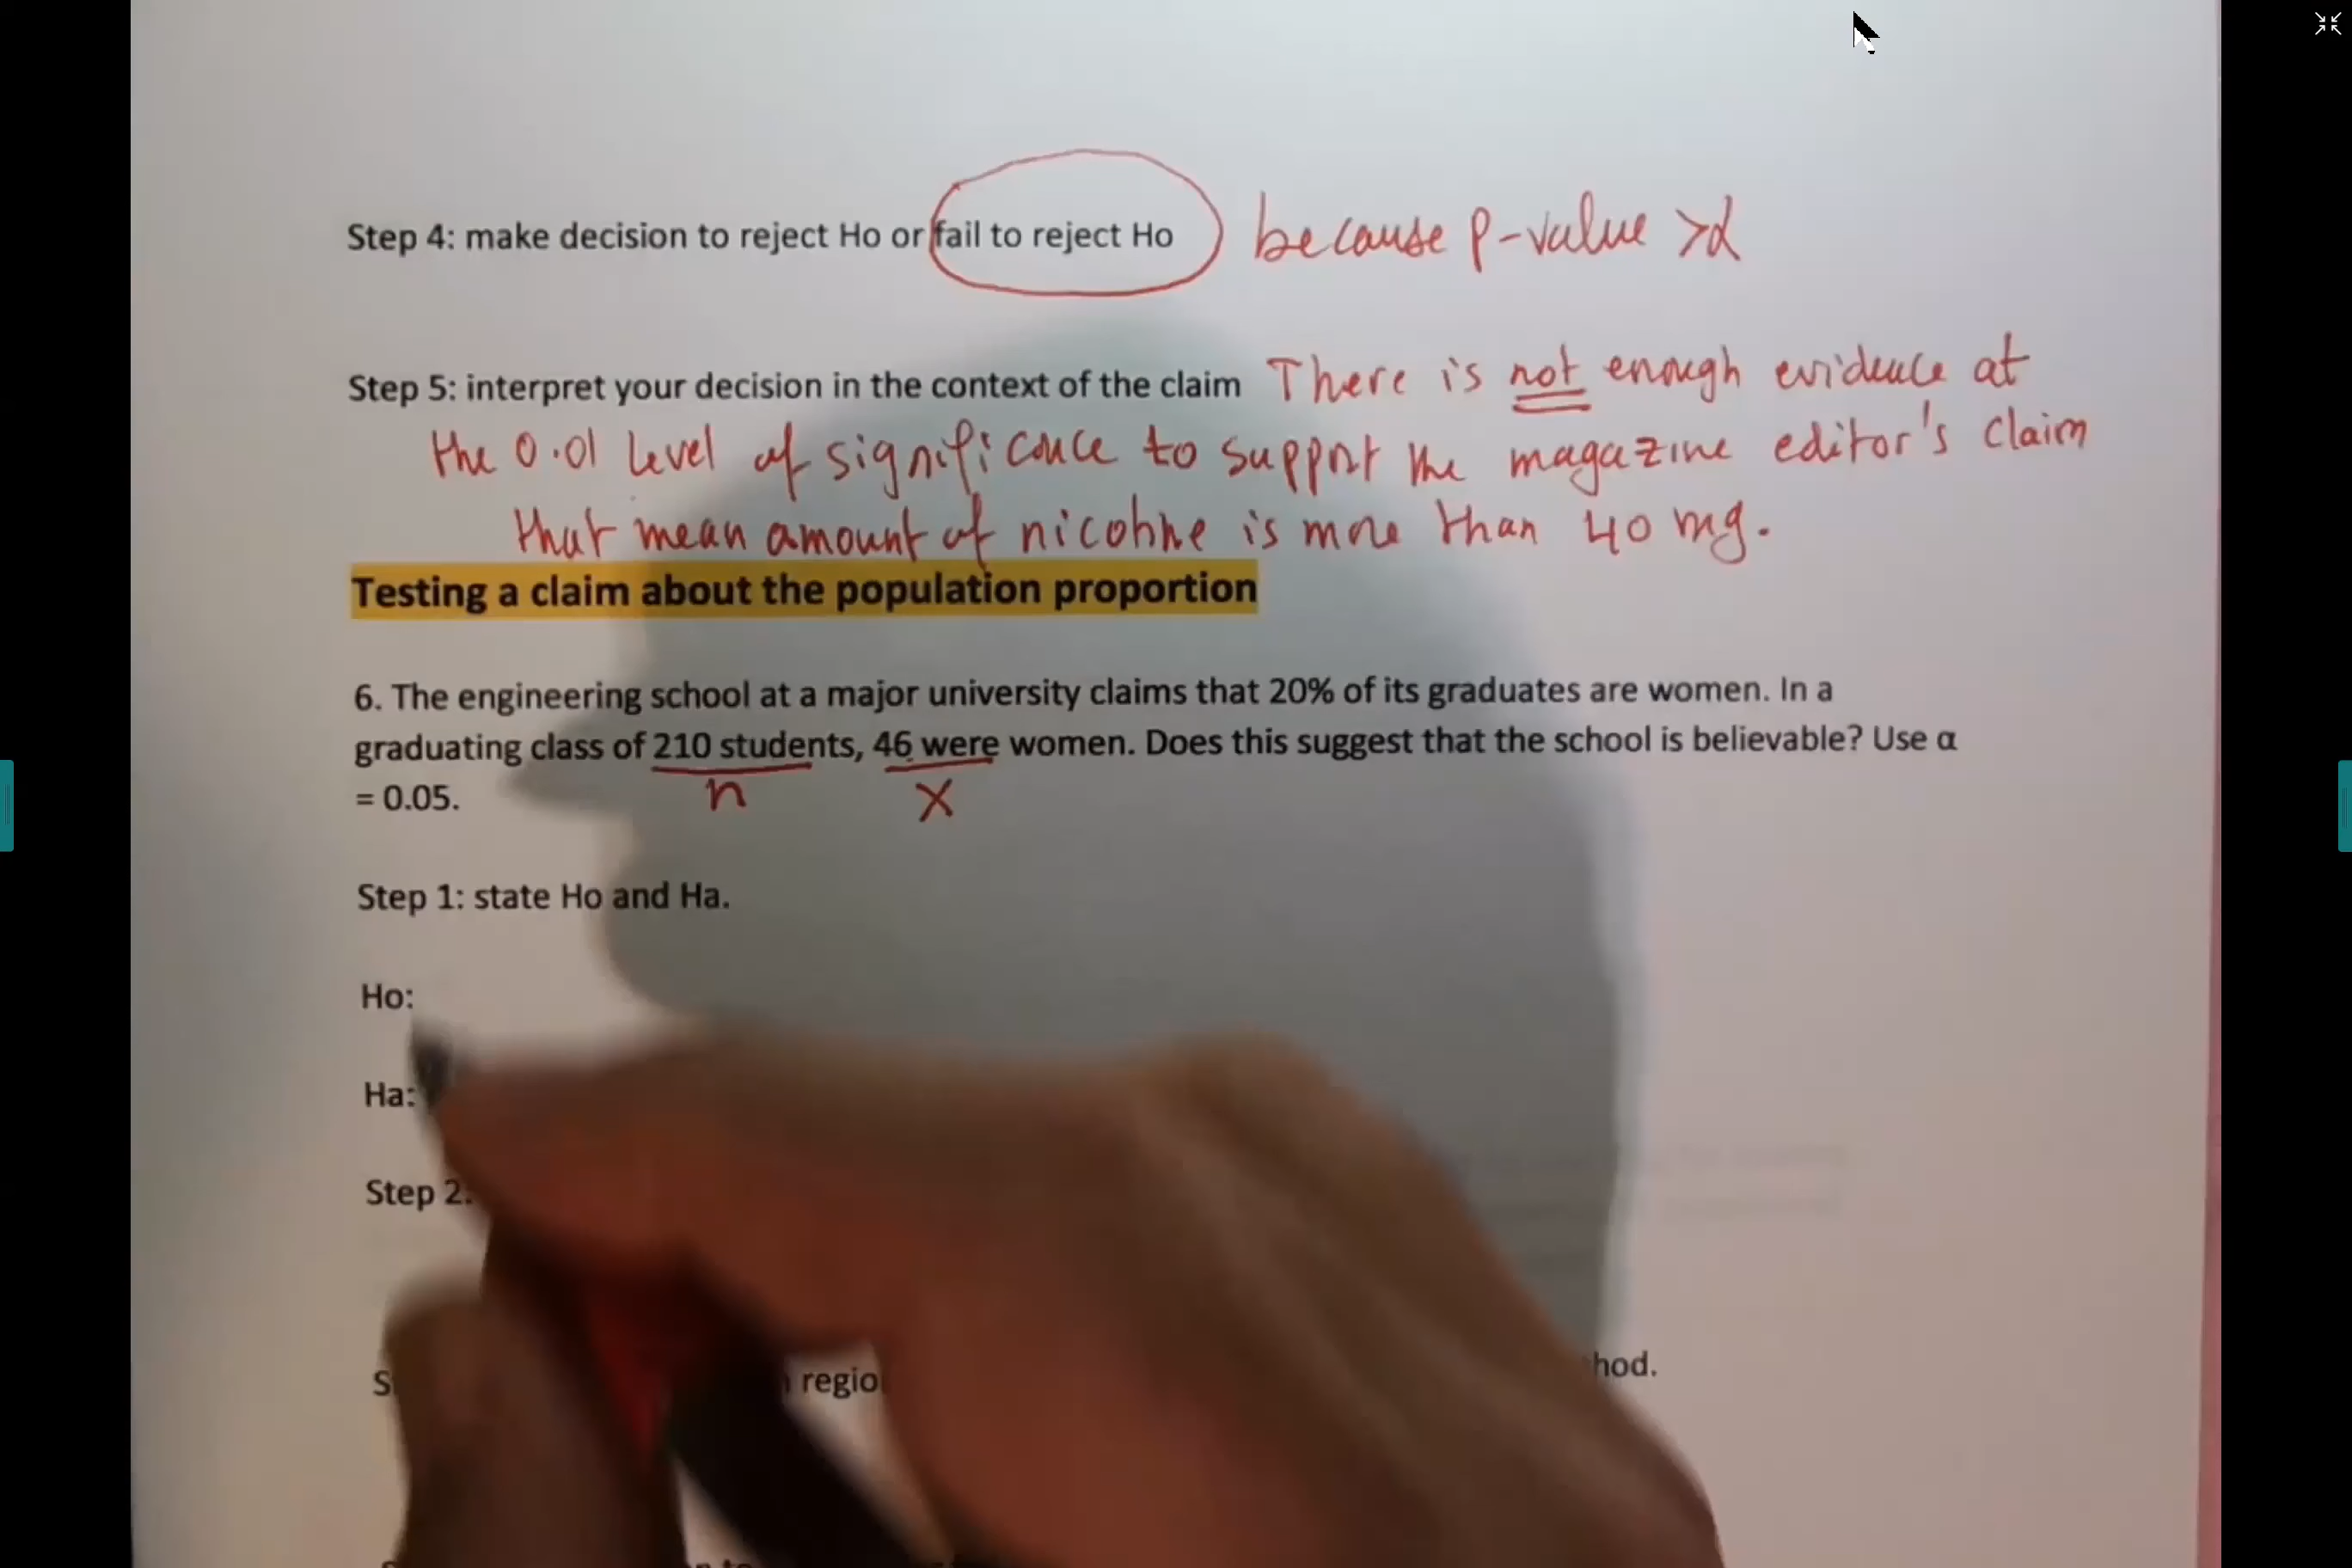 Step 4: make decision to reject Ho or fail to reject Ho because p-value >α
Step 5: interpret your decision in the context of the claim There is not enough evidence at
the 0.01 level of significance to support the magazine editor's claim
that mean amount of nicotine is more than 40 mg.
Testing a claim about the population proportion
6. The engineering school at a major university claims that 20% of its graduates are women. In a
graduating class of 210 students, 46 were women. Does this suggest that the school is believable? Use α
n x
= 0.05.
Step 1: state Ho and Ha.
Ho:
Ha:
Step 2: